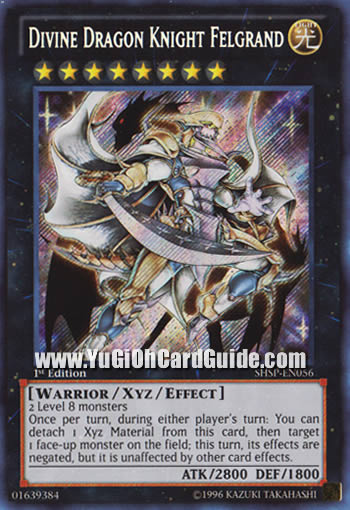 DIVINE DRAGON KNIGHT FELGRAND
LIGHT
光
www.YuGiOhCardGuide.com
1st Edition
SHSP-EN056
[WARRIOR/XYZ/EFFECT]
2 Level 8 monsters
Once per turn, during either player's turn: You can
detach 1 Xyz Material from this card, then target
1 face-up monster on the field; this turn, its effects are
negated, but it is unaffected by other card effects.
ATK/2800 DEF/1800
01639384
©1996 KAZUKI TAKAHASHI